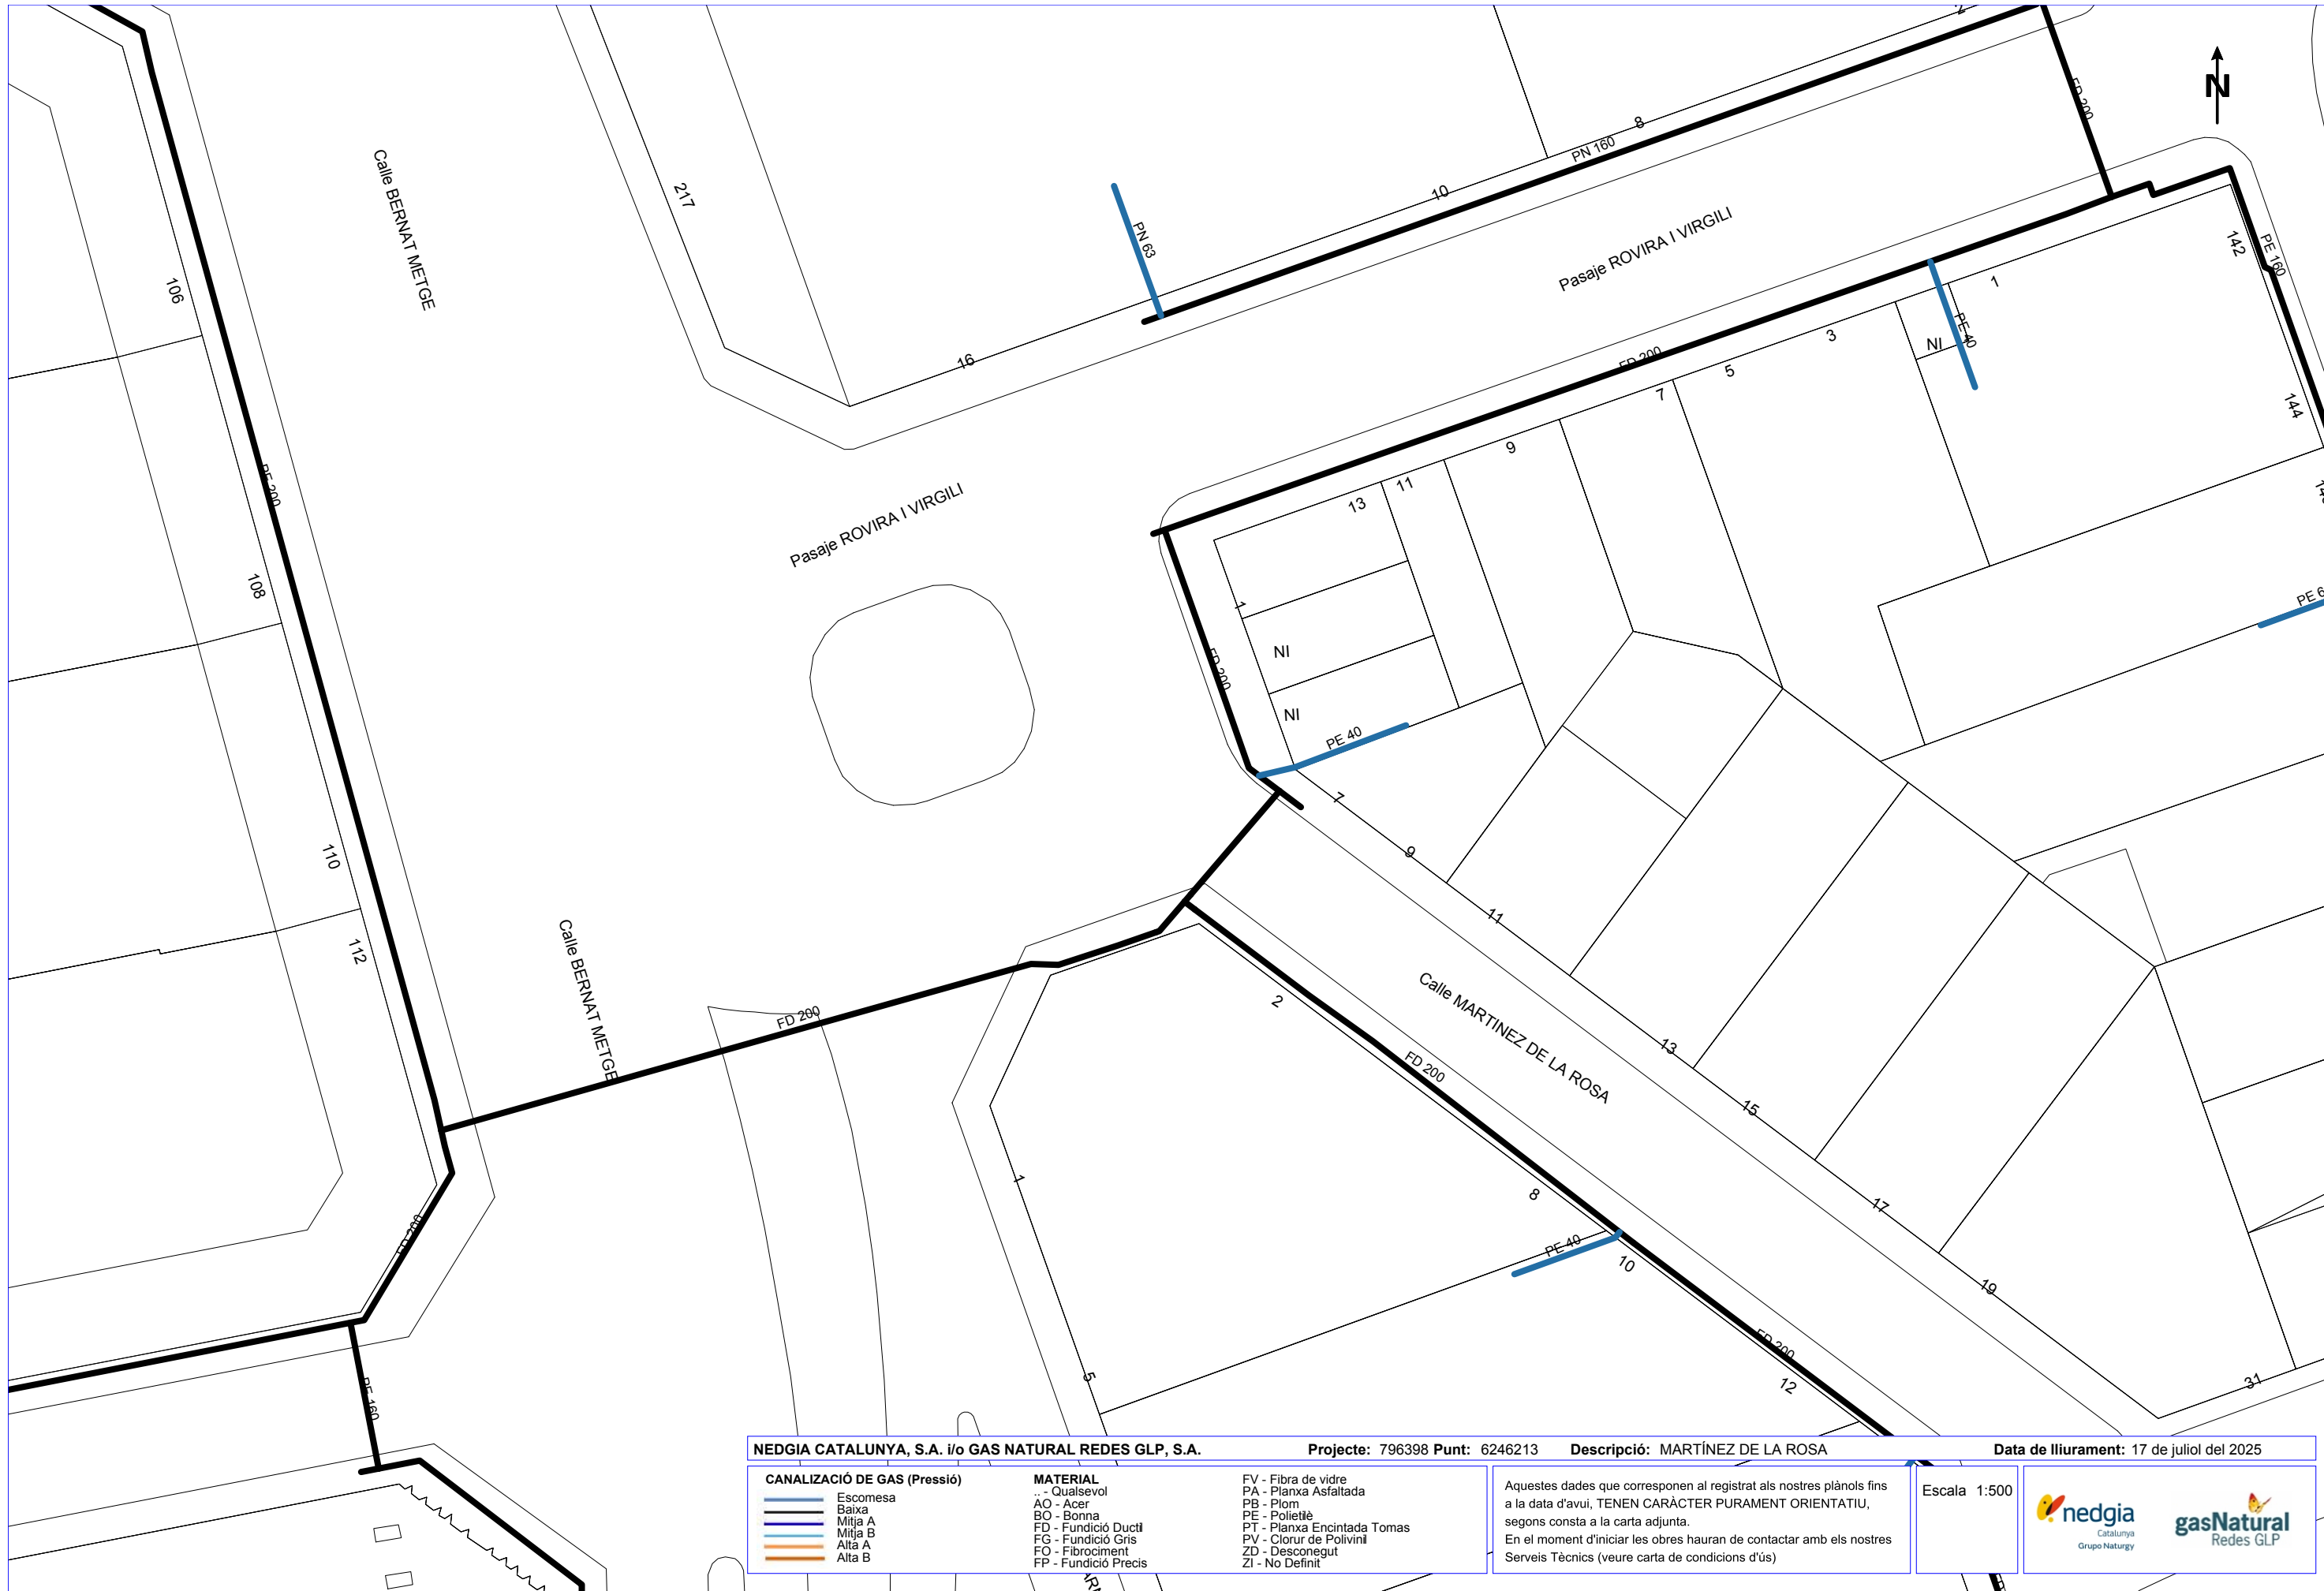 N
FD 200
8
PN 160
10
217
PN 63
Calle BERNAT METGE
106
Pasaje ROVIRA I VIRGILI
142
PE 160
1
PE 40
NI
3
5
7
FD 200
16
144
9
11
13
PE 200
Pasaje ROVIRA I VIRGILI
108
1
NI
FD 200
NI
PE 40
7
9
110
112
11
Calle BERNAT METGE
FD 200
2
Calle MARTINEZ DE LA ROSA
FD 200
13
15
1
8
17
FD 200
PE 40
10
19
FD 200
12
5
31
PE 160
NEDGIA CATALUNYA, S.A. i/o GAS NATURAL REDES GLP, S.A. Projecte: 796398 Punt: 6246213 Descripció: MARTÍNEZ DE LA ROSA Data de lliurament: 17 de juliol del 2025
CANALIZACIÓ DE GAS (Pressió)
Escomesa
Baixa
Mitja A
Mitja B
Alta A
Alta B
MATERIAL
.. - Qualsevol
AO - Acer
BO - Bonna
FD - Fundició Ductil
FG - Fundició Gris
FO - Fibrociment
FP - Fundició Precis
FV - Fibra de vidre
PA - Planxa Asfaltada
PB - Plom
PE - Polietilè
PT - Planxa Encintada Tomas
PV - Clorur de Polivinil
ZD - Desconegut
ZI - No Definit
Aquestes dades que corresponen al registrat als nostres plànols fins
a la data d'avui, TENEN CARÀCTER PURAMENT ORIENTATIU,
segons consta a la carta adjunta.
En el moment d'iniciar les obres hauran de contactar amb els nostres
Serveis Tècnics (veure carta de condicions d'ús)
Escala 1:500
nedgia
Catalunya
Grupo Naturgy
gasNatural
Redes GLP